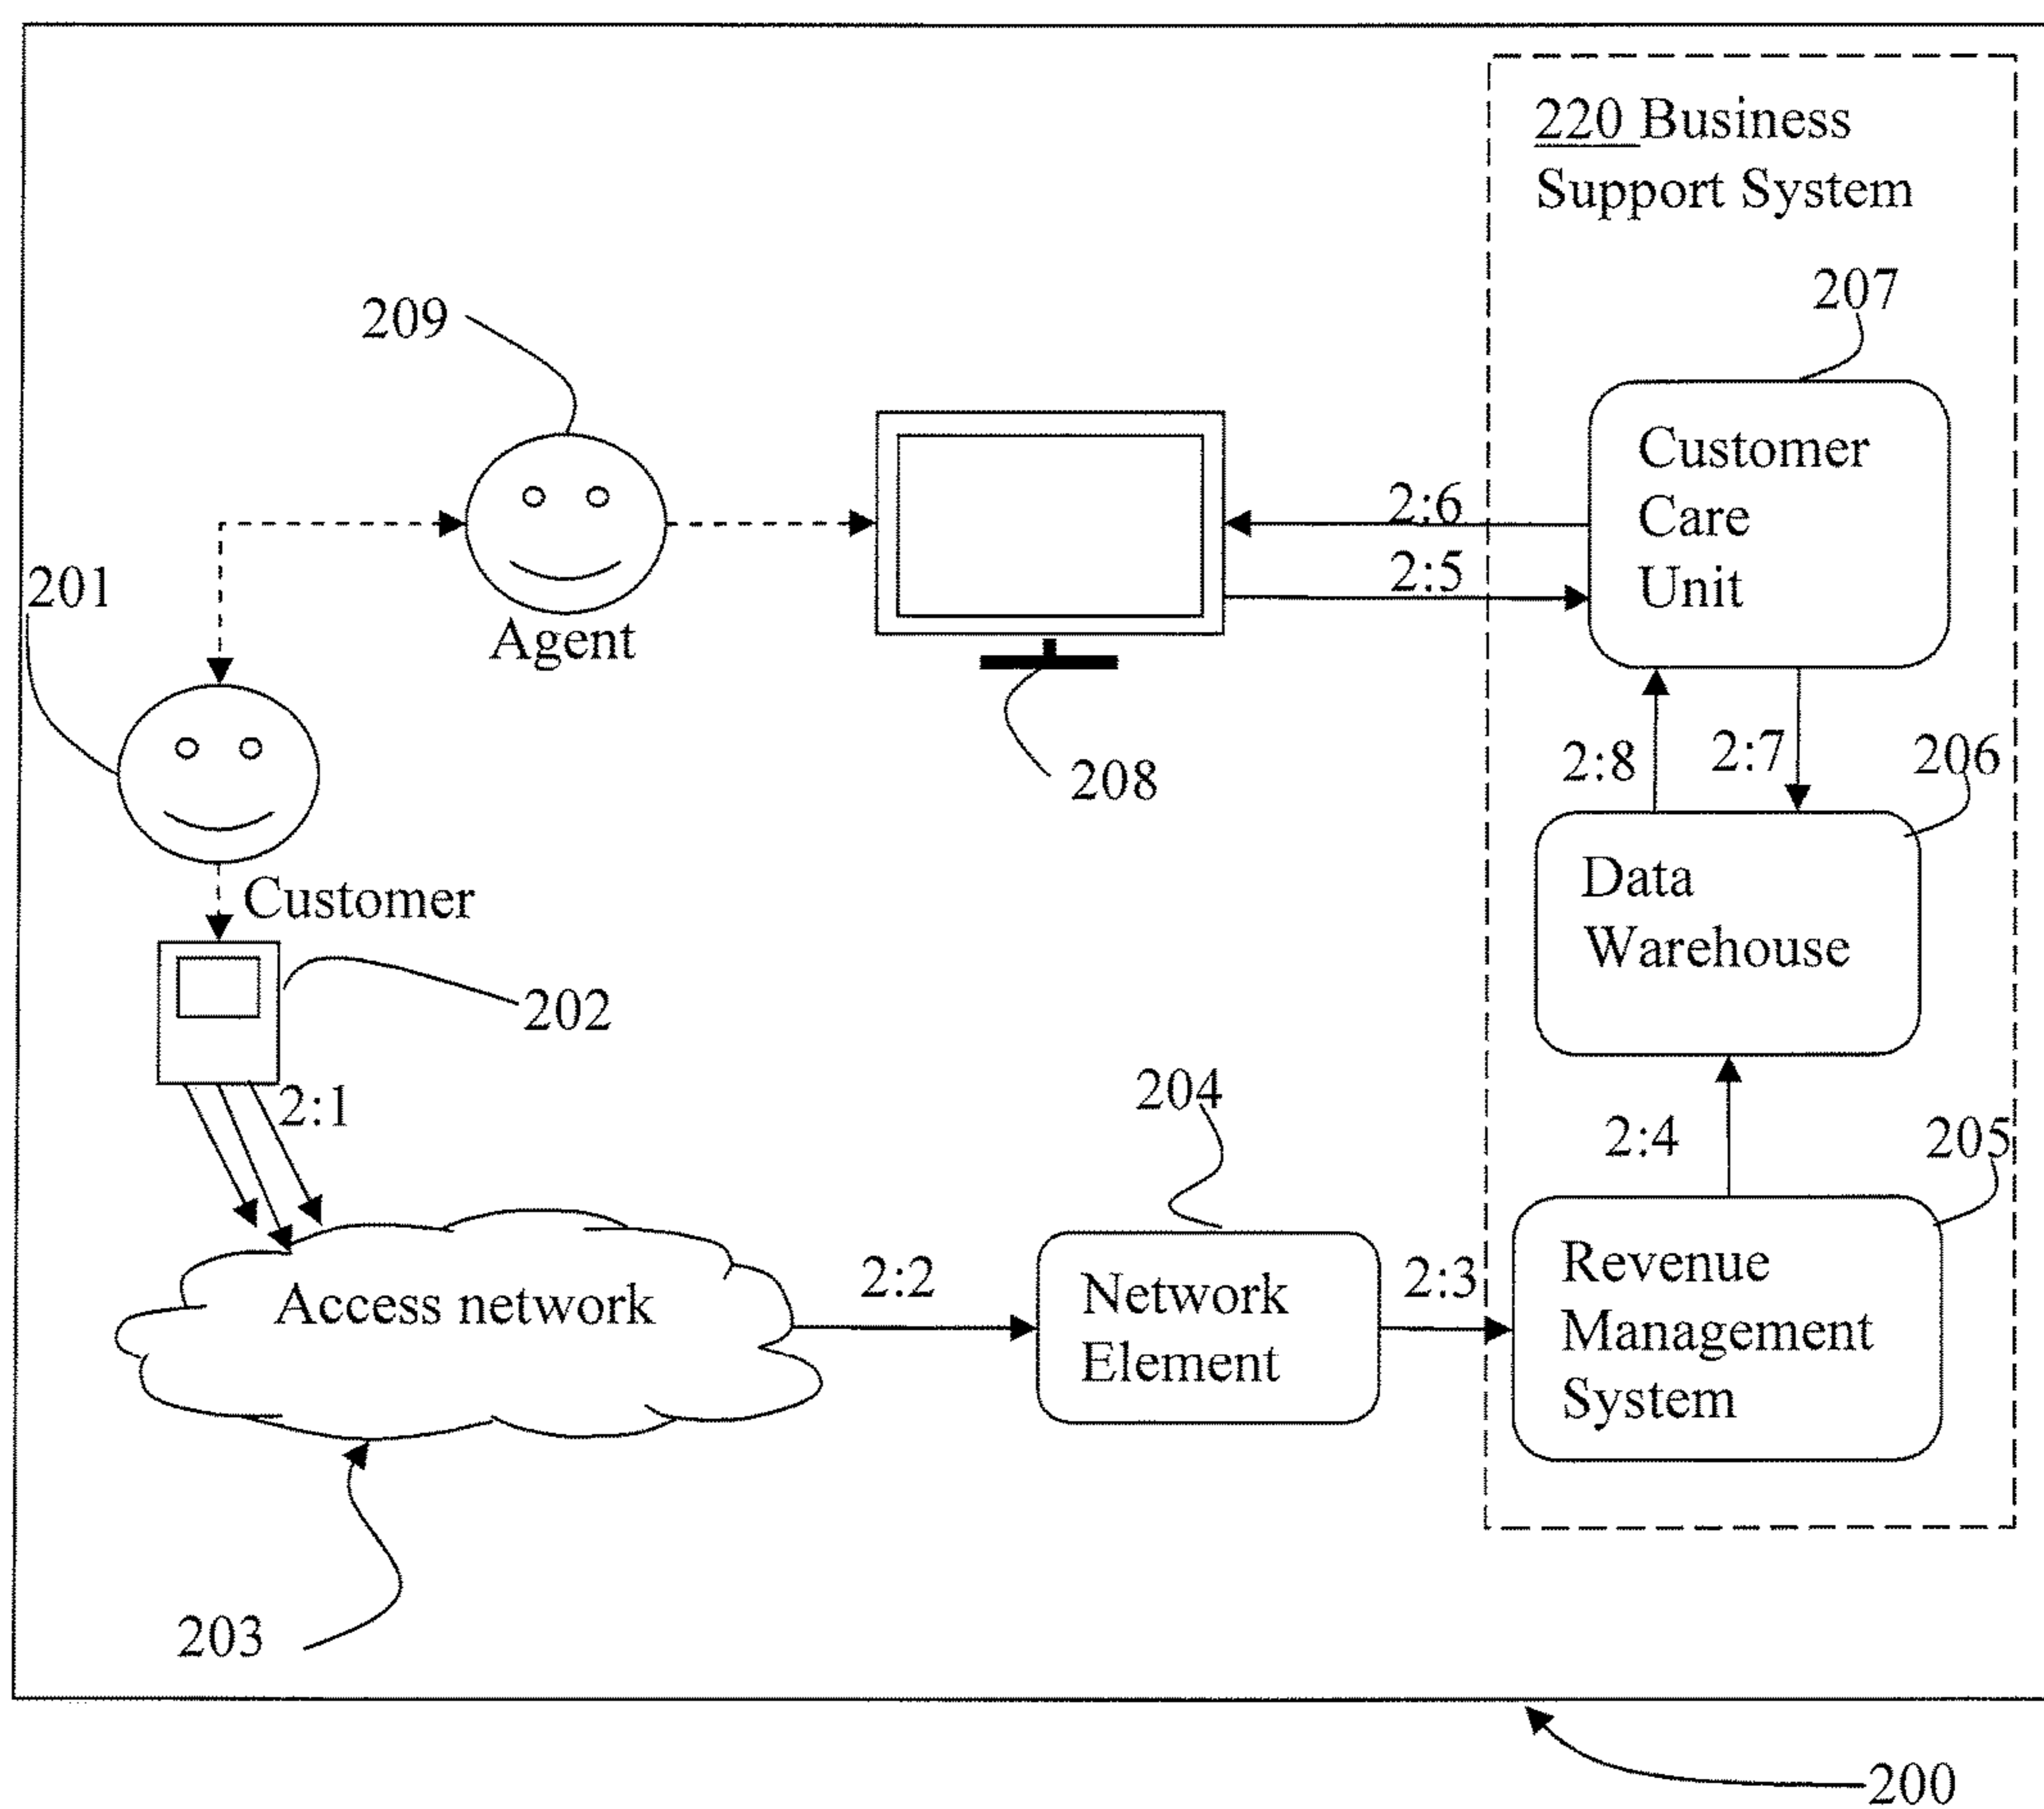 220 Business
Support System
207
209
Customer
Care
Unit
2:6
2:5
201
Agent
208
2:8
2:7
206
Data
Warehouse
Customer
202
2:1
204
2:4
205
Access network
2:2
Network
Element
2:3
Revenue
Management
System
203
200